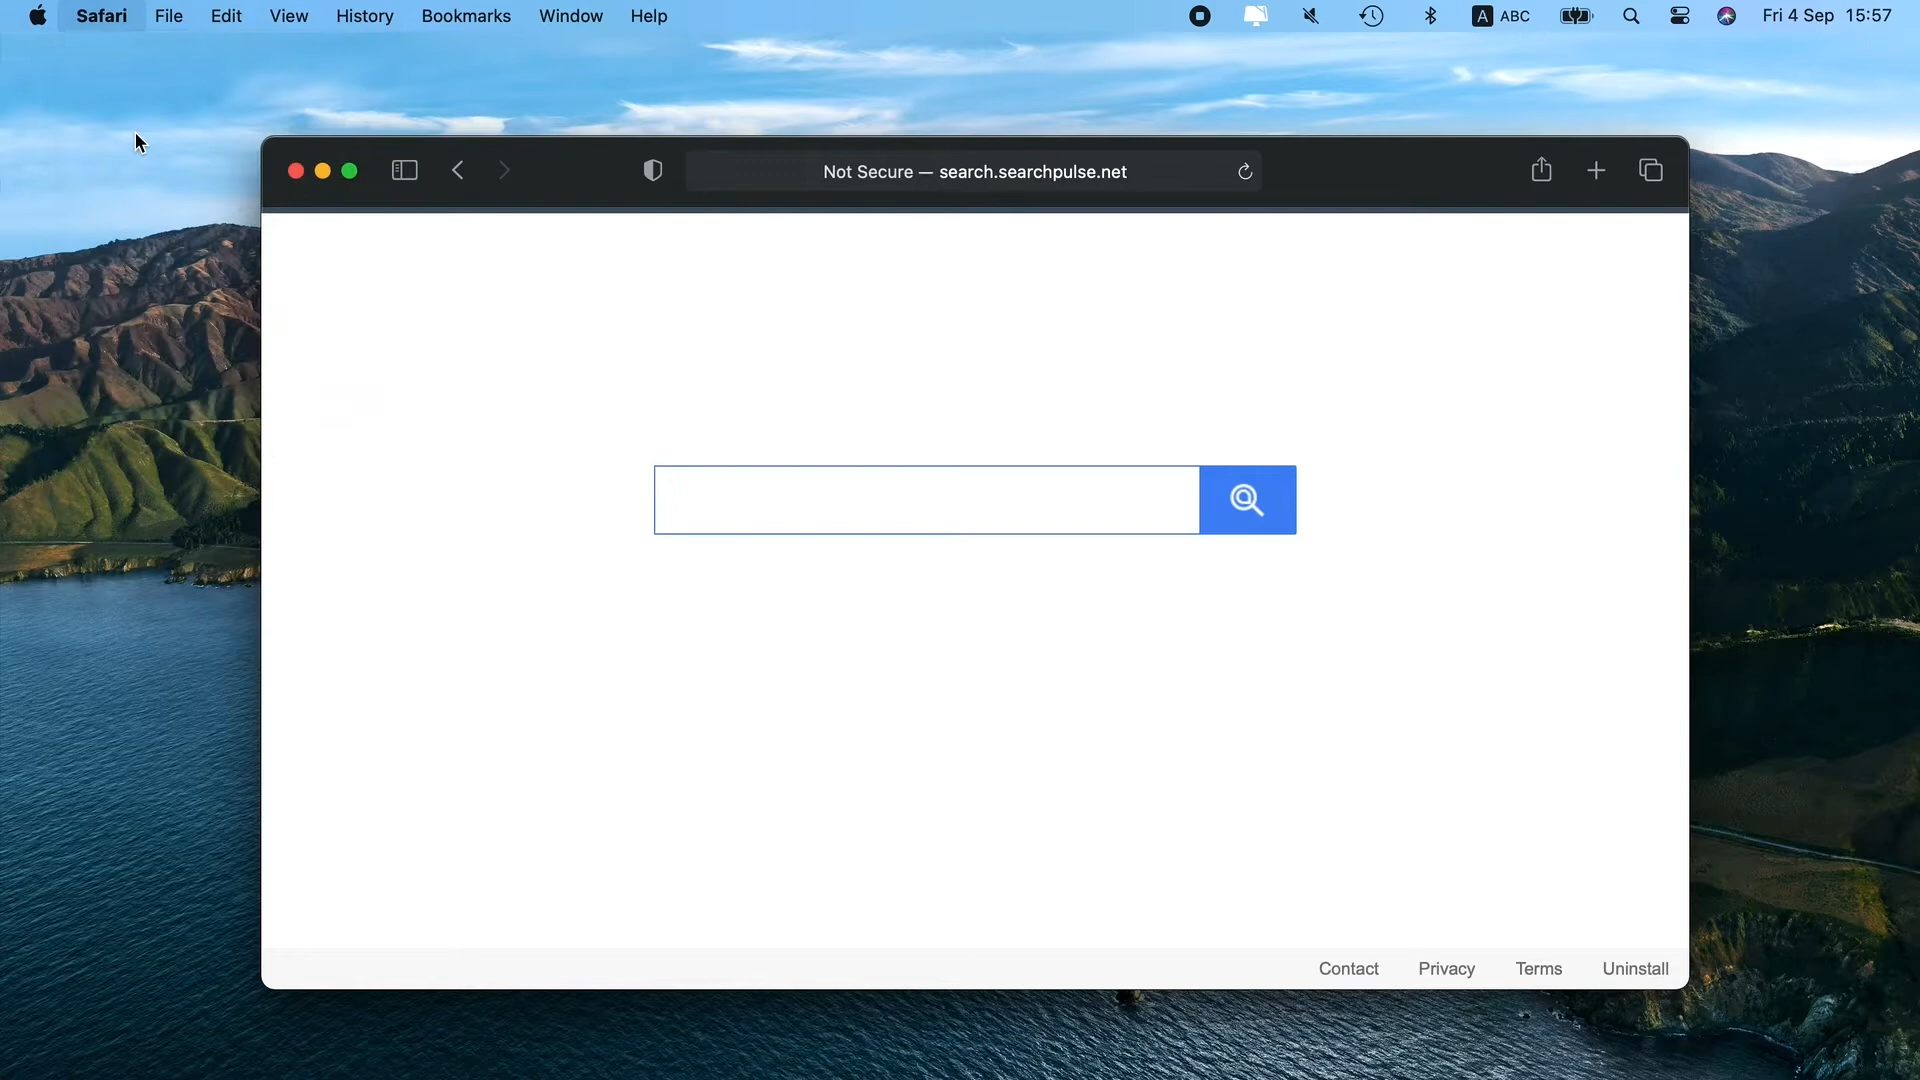 Safari File Edit View History Bookmarks Window Help A ABC Fri 4 Sep 15:57
Not Secure — search.searchpulse.net
Contact Privacy Terms Uninstall